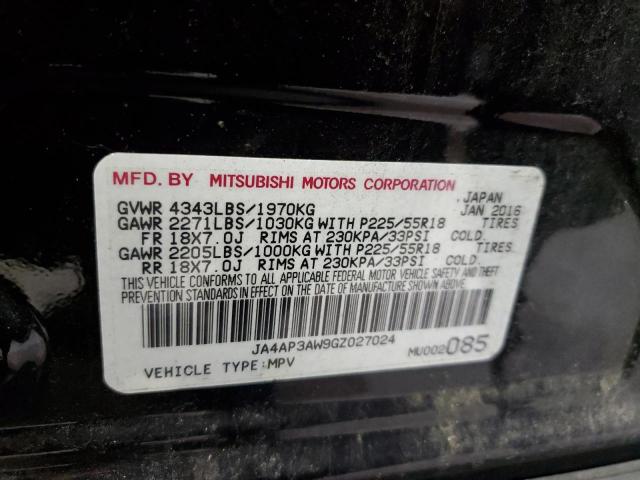 MFD. BY MITSUBISHI MOTORS CORPORATION
JAPAN
GVWR 4343LBS/1970KG JAN 2016
GAWR 2271LBS/1030KG WITH P225/55R18 TIRES
FR 18X7.0J RIMS AT 230KPA/33PSI COLD.
GAWR 2205LBS/1000KG WITH P225/55R18 TIRES
RR 18X7.0J RIMS AT 230KPA/33PSI COLD.
THIS VEHICLE CONFORMS TO ALL APPLICABLE FEDERAL MOTOR VEHICLE SAFETY AND THEFT
PREVENTION STANDARDS IN EFFECT ON THE DATE OF MANUFACTURE SHOWN ABOVE.
JA4AP3AW9GZ027024
VEHICLE TYPE:MPV MU002085